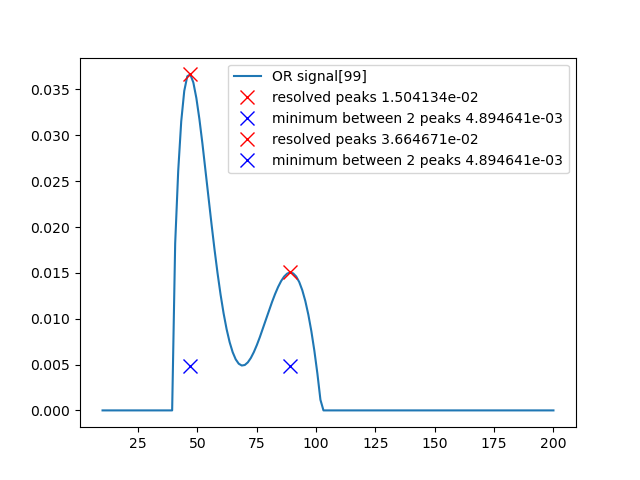 OR signal[99]
resolved peaks 1.504134e-02
minimum between 2 peaks 4.894641e-03
resolved peaks 3.664671e-02
minimum between 2 peaks 4.894641e-03
0.035
0.030
0.025
0.020
0.015
0.010
0.005
0.000
25 50 75 100 125 150 175 200